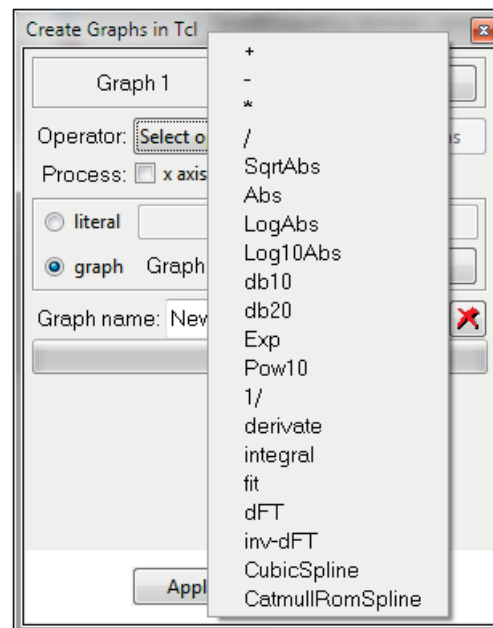 Create Graphs in Tcl
Graph 1
Operator: Select o
Process: x axis
literal
graph Graph
Graph name: New
Appl
+
-
*
/
SqrtAbs
Abs
LogAbs
Log10Abs
db10
db20
Exp
Pow10
1/
derivate
integral
fit
dFT
inv-dFT
CubicSpline
CatmullRomSpline